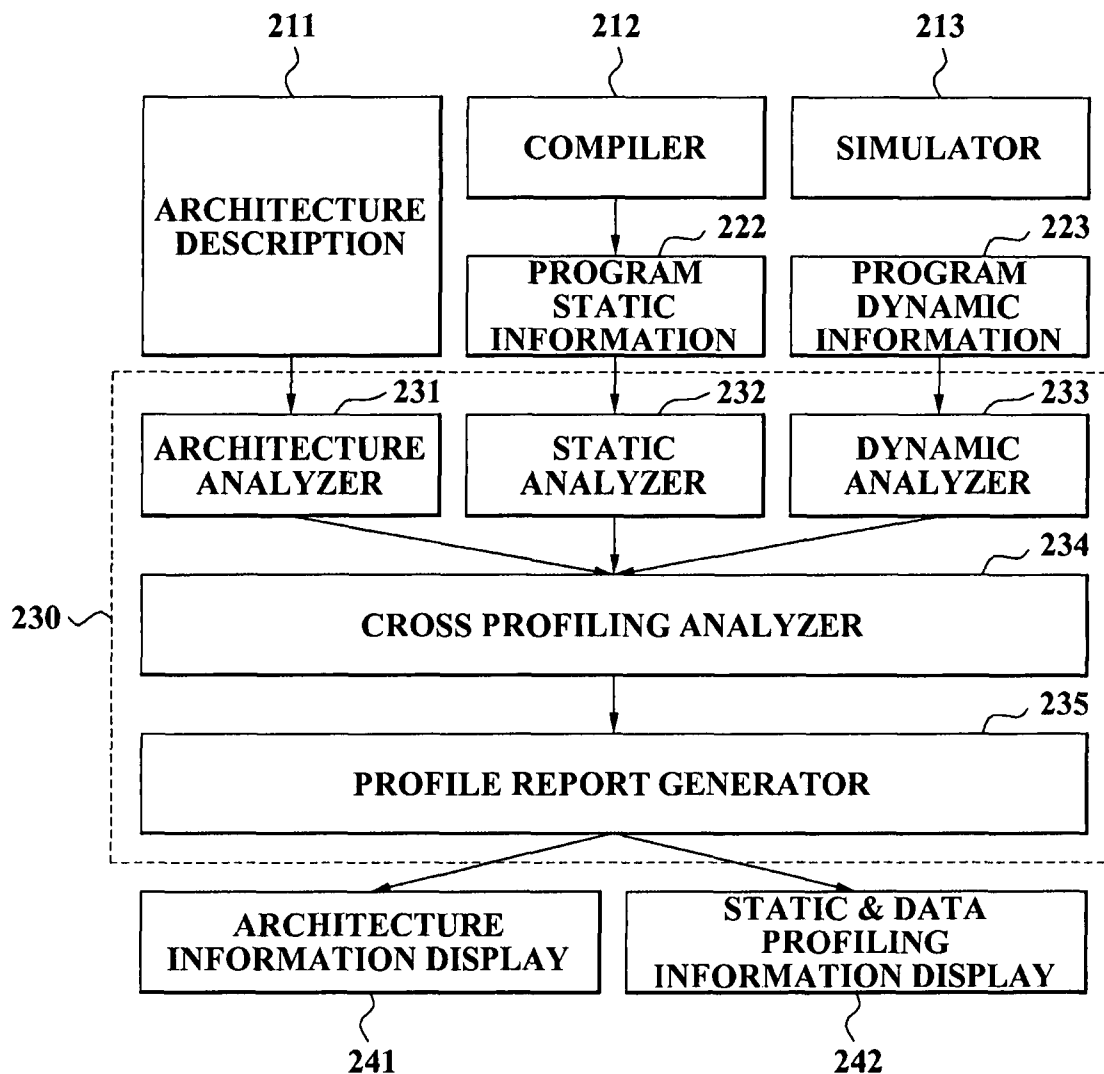 211
212
213
ARCHITECTURE
DESCRIPTION
COMPILER
SIMULATOR
222
223
PROGRAM
STATIC
INFORMATION
PROGRAM
DYNAMIC
INFORMATION
231
232
233
ARCHITECTURE
ANALYZER
STATIC
ANALYZER
DYNAMIC
ANALYZER
234
230
CROSS PROFILING ANALYZER
235
PROFILE REPORT GENERATOR
ARCHITECTURE
INFORMATION DISPLAY
STATIC & DATA
PROFILING
INFORMATION DISPLAY
241
242